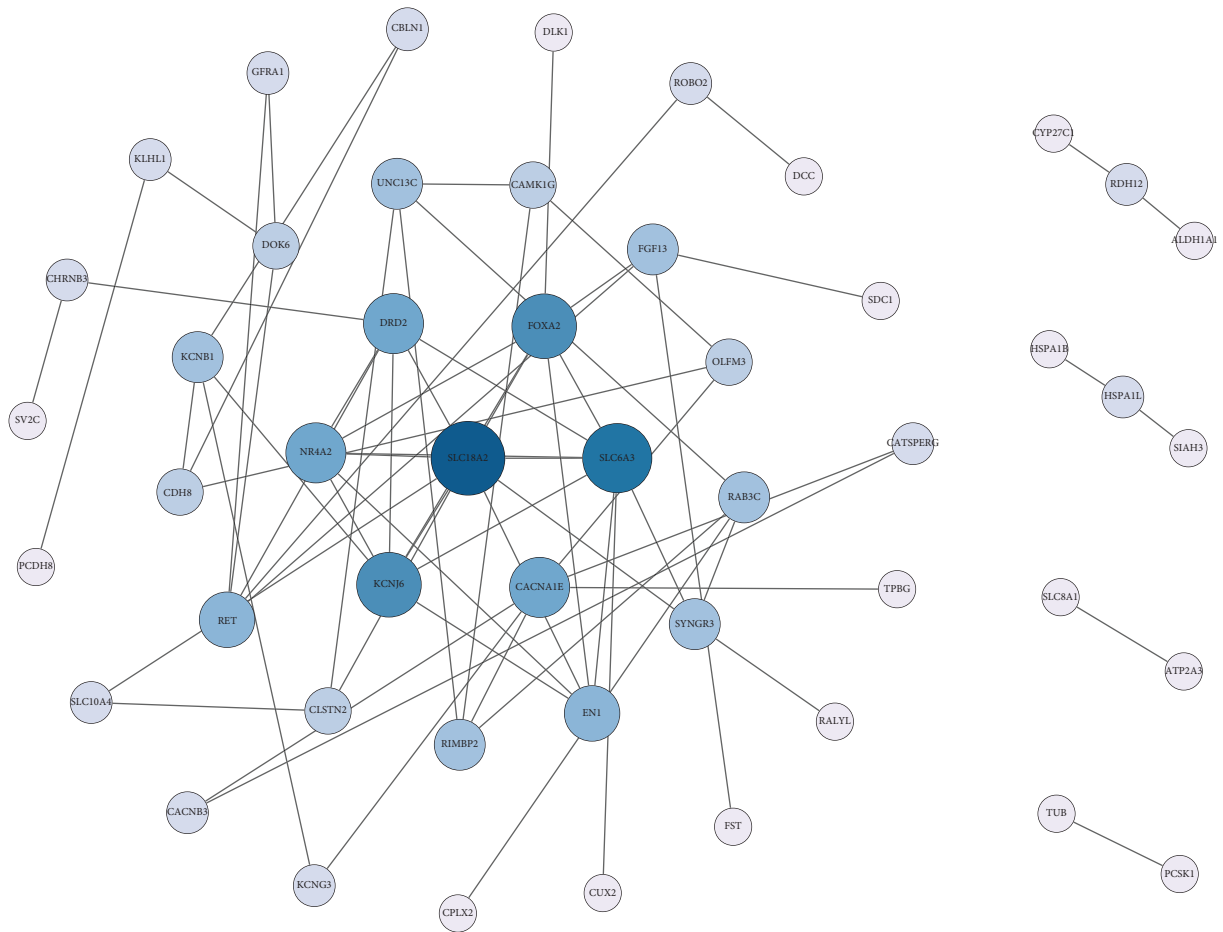 CBLN1
DLK1
GFRA1
ROBO2
CYP27C1
KLHL1
DCC
UNC13C
CAMK1G
RDH12
ALDH1A1
DOK6
FGF13
CHRNB3
SDC1
DRD2
FOXA2
HSPA1B
KCNB1
OLFM3
HSPA1L
SV2C
CATSPERG
SIAH3
NR4A2
SLC18A2
SLC6A3
CDH8
RAB3C
PCDH8
KCNJ6
CACNA1E
TPBG
SLC8A1
RET
SYNGR3
ATP2A3
SLC10A4
CLSTN2
EN1
RALYL
RIMBP2
CACNB3
FST
TUB
KCNG3
CUX2
PCSK1
CPLX2